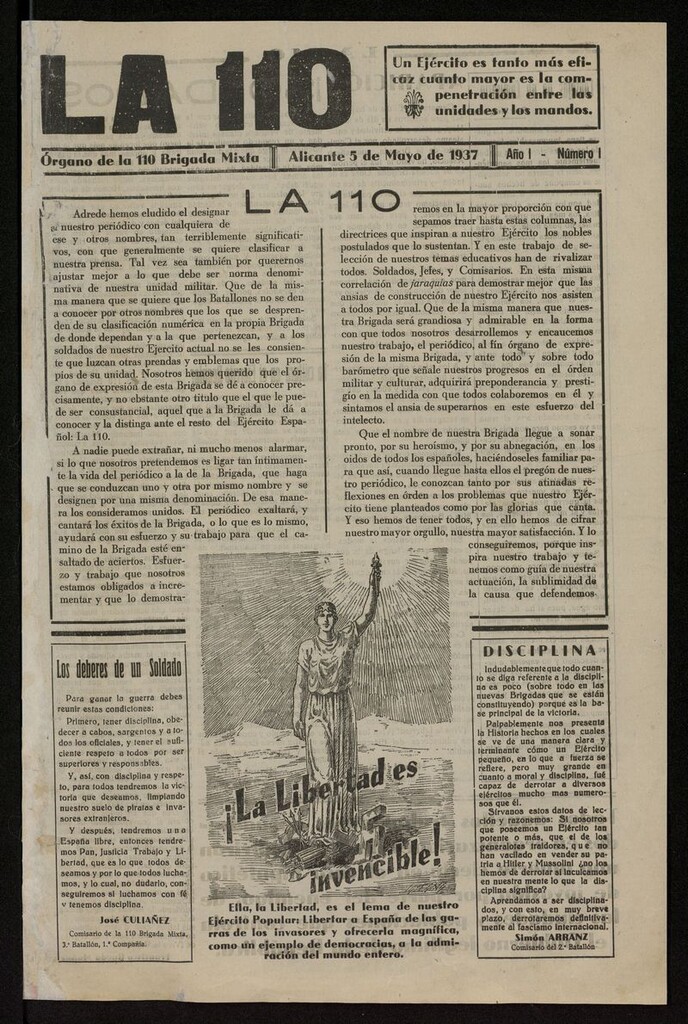 LA 110
Un Ejército es tanto más efi-
caz cuanto mayor es la com-
penetración entre las
unidades y los mandos.
Órgano de la 110 Brigada Mixta
Alicante 5 de Mayo de 1937
Año I - Número I
LA 110
Adrede hemos eludido el designar
nuestro periódico con cualquiera de
ese y otros nombres, tan terriblemente significati-
vos, con que generalmente se quiere clasificar a
nuestra prensa. Tal vez sea también por querernos
ajustar mejor a lo que debe ser norma denomi-
nativa de nuestra unidad militar. Que de la mis-
ma manera que se quiere que los Batallones no se den
a conocer por otros nombres que los que se despren-
den de su clasificación numérica en la propia Brigada
de donde dependan y a la que pertenezcan, y a los
soldados de nuestro Ejercito actual no se les consien-
te que luzcan otras prendas y emblemas que los pro-
pios de su unidad. Nosotros hemos querido que el ór-
gano de expresión de esta Brigada se dé a conocer pre-
cisamente, y no obstante otro titulo que el que le pue-
de ser consustancial, aquel que a la Brigada le dá a
conocer y la distinga ante el resto del Ejército Espa-
ñol: La 110.
A nadie puede extrañar, ni mucho menos alarmar,
si lo que nosotros pretendemos es ligar tan íntimamen-
te la vida del periódico a la de la Brigada, que haga
que se conduzcan uno y otra por mismo nombre y se
designen por una misma denominación. De esa mane-
ra los consideramos unidos. El periódico exaltará, y
cantará los éxitos de la Brigada, o lo que es lo mismo,
ayudará con su esfuerzo y su trabajo para que el ca-
mino de la Brigada esté en-
saltado de aciertos. Esfuer-
zo y trabajo que nosotros
estamos obligados a incre-
mentar y que lo demostra-
remos en la mayor proporción con que
sepamos traer hasta estas columnas, las
directrices que inspiran a nuestro Ejército los nobles
postulados que lo sustentan. Y en este trabajo de se-
lección de nuestros temas educativos han de rivalizar
todos. Soldados, Jefes, y Comisarios. En esta misma
correlación de faraquias para demostrar mejor que las
ansias de construcción de nuestro Ejército nos asisten
a todos por igual. Que de la misma manera que nues-
tra Brigada será grandiosa y admirable en la forma
con que todos nosotros desarrollemos y encaucemos
nuestro trabajo, el periódico, al fín órgano de expre-
sión de la misma Brigada, y ante todo y sobre todo
barómetro que señale nuestros progresos en el órden
militar y cultural, adquirirá preponderancia y presti-
gio en la medida con que todos colaboremos en él y
sintamos el ansia de superarnos en este esfuerzo del
intelecto.
Que el nombre de nuestra Brigada llegue a sonar
pronto, por su heroísmo, y por su abnegación, en los
oidos de todos los españoles, haciéndoseles familiar pa-
ra que así, cuando llegue hasta ellos el pregón de nues-
tro periódico, le conozcan tanto por sus atinadas re-
flexiones en órden a los problemas que nuestro Ejér-
cito tiene planteados como por las glorias que canta.
Y eso hemos de tener todos, y en ello hemos de cifrar
nuestro mayor orgullo, nuestra mayor satisfacción. Y lo
conseguiremos, porque ins-
pira nuestro trabajo y te-
nemos como guía de nuestra
actuación, la sublimidad de
la causa que defendemos
Los deberes de un Soldado
Para ganar la guerra debes
reunir estas condiciones:
Primero, tener disciplina, obe-
decer a cabos, sargentos y a to-
dos los oficiales, y tener el sufi-
ciente respeto a todos por ser
superiores y responsbles.
Y, así, con disciplina y respe-
to, para todos tendremos la vic-
toria que deseamos, limpiando
nuestro suelo de piratas e inva-
sores extranjeros.
Y después, tendremos una
España libre, entonces tendre-
mos Pan, Justicia Trabajo y Li-
bertad, que es lo que todos de-
seamos y por lo que todos lucha-
mos, y lo cual, no dudarlo, con-
seguiremos si luchamos con fé
y tenemos disciplina.
José CULIAÑEZ
Comisario de la 110 Brigada Mixta,
3.º Batallón, 1.ª Compañía.
¡La Libertad es
invencible!
Ella, la Libertad, es el lema de nuestro
Ejército Popular: Libertar a España de las ga-
rras de los invasores y ofrecerla magnífica,
como un ejemplo de democracias, a la admi-
ración del mundo entero.
DISCIPLINA
Indudablemente que todo cuan-
to se diga referente a la discipli-
na es poco (sobre todo en las
nuevas Brigadas que se están
constituyendo) porque es la ba-
se principal de la victoria.
Palpablemente nos presenta
la Historia hechos en los cuales
se ve de una manera clara y
terminante cómo un Ejército
pequeño, en lo que a fuerza se
refiere, pero muy grande en
cuanto a moral y disciplina, fué
capaz de derrotar a diversos
ejércitos mucho mas numero-
sos que él.
Sírvanos estos datos de lec-
ción y razonemos: Si nosotros
que poseemos un Ejército tan
potente o más, que el de los
generalotes traidores, que no
han vacilado en vender su pa-
tria a Hitler y Mussolini ¿no los
hemos de derrotar si inculcamos
en nuestra mente lo que la dis-
ciplina significa?
Aprendamos a ser disciplina-
dos, y con esto, en muy breve
plazo, derrotaremos definitiva-
mente al fascismo internacional.
Simón ARRANZ
Comisario del 2.º Batallón